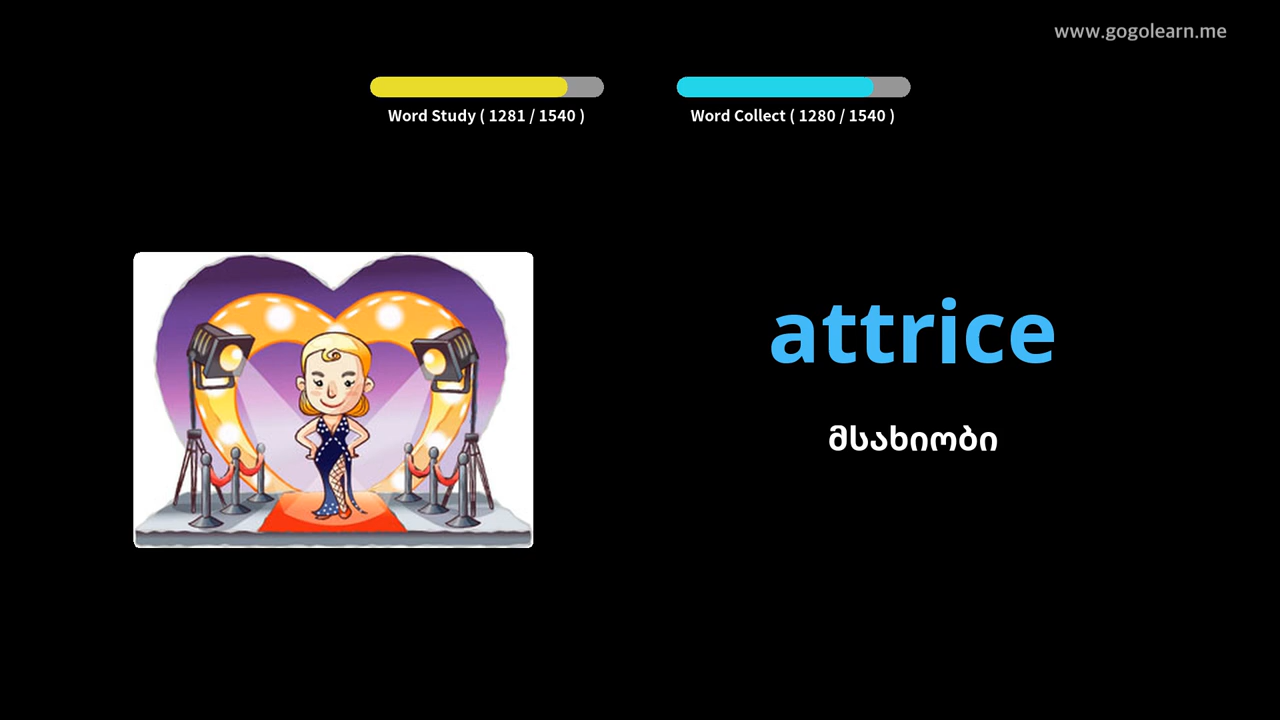 www.gogolearn.me
Word Study ( 1281 / 1540 )
Word Collect ( 1280 / 1540 )
attrice
მსახიობი